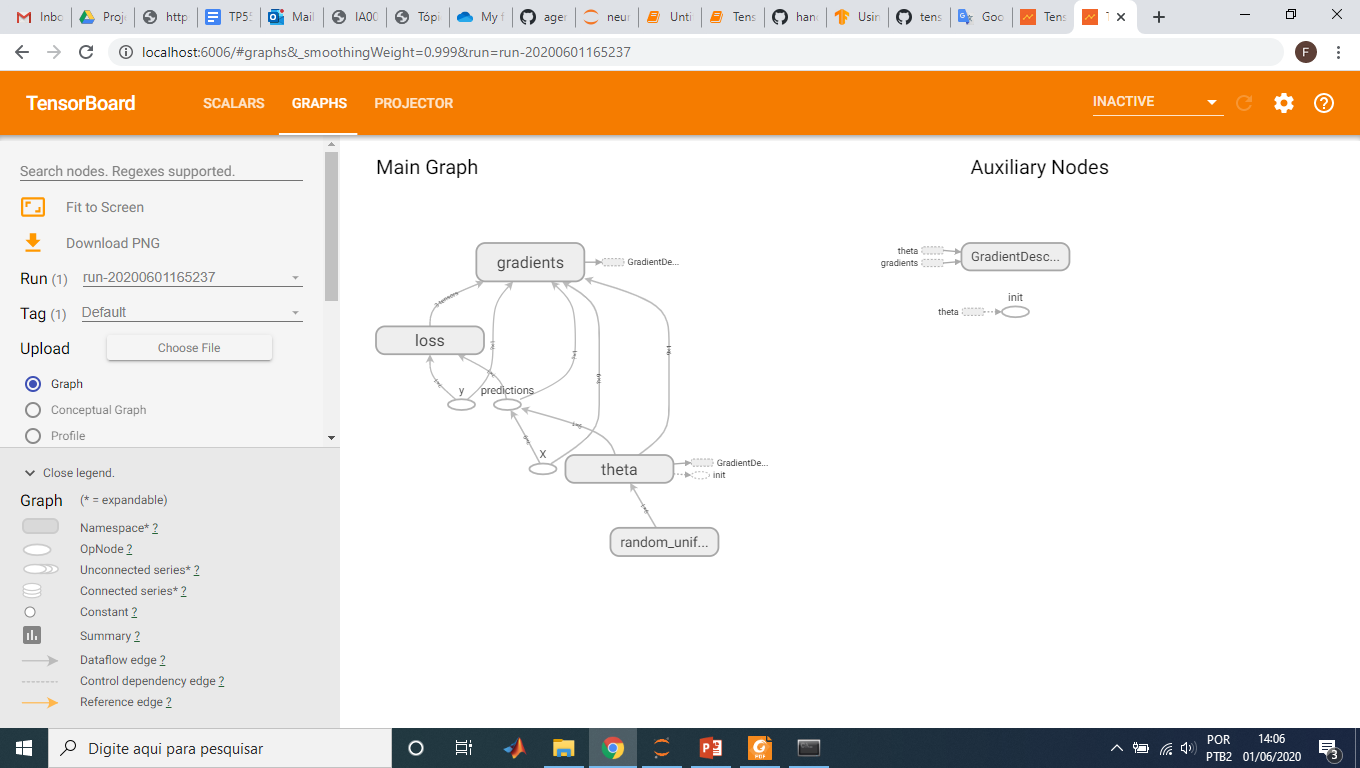 Inbo
Proje
http
TP55
Mail
IA00
Tópi
My f
ager
neur
Unti
Tens
hand
Usin
tens
Goo
Tens
T
localhost:6006/#graphs&_smoothingWeight=0.999&run=run-20200601165237
F
TensorBoard SCALARS GRAPHS PROJECTOR INACTIVE
Search nodes. Regexes supported.
Fit to Screen
Download PNG
Run (1) run-20200601165237
Tag (1) Default
Upload Choose File
Graph
Conceptual Graph
Profile
Close legend.
Graph (* = expandable)
Namespace* ?
OpNode ?
Unconnected series* ?
Connected series* ?
Constant ?
Summary ?
Dataflow edge ?
Control dependency edge ?
Reference edge ?
Main Graph
gradients
GradientDe...
3 tensors
loss
y
predictions
X
theta
GradientDe...
init
random_unif...
Auxiliary Nodes
theta
gradients
GradientDesc...
init
theta
Digite aqui para pesquisar
POR
PTB2
14:06
01/06/2020
3